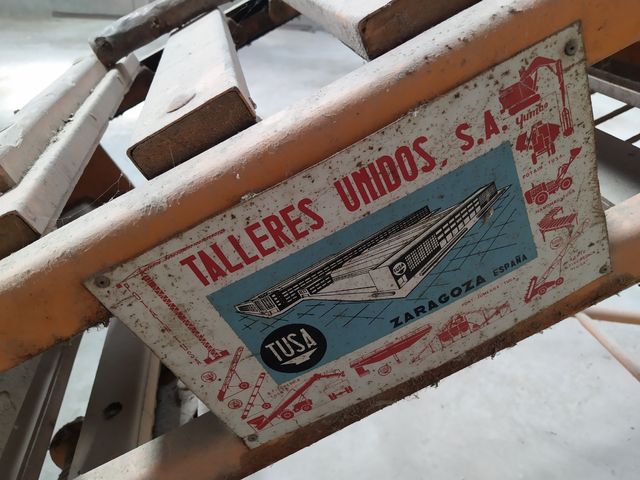 TALLERES UNIDOS, S.A.
Yumbo
ZARAGOZA ESPAÑA
TUSA